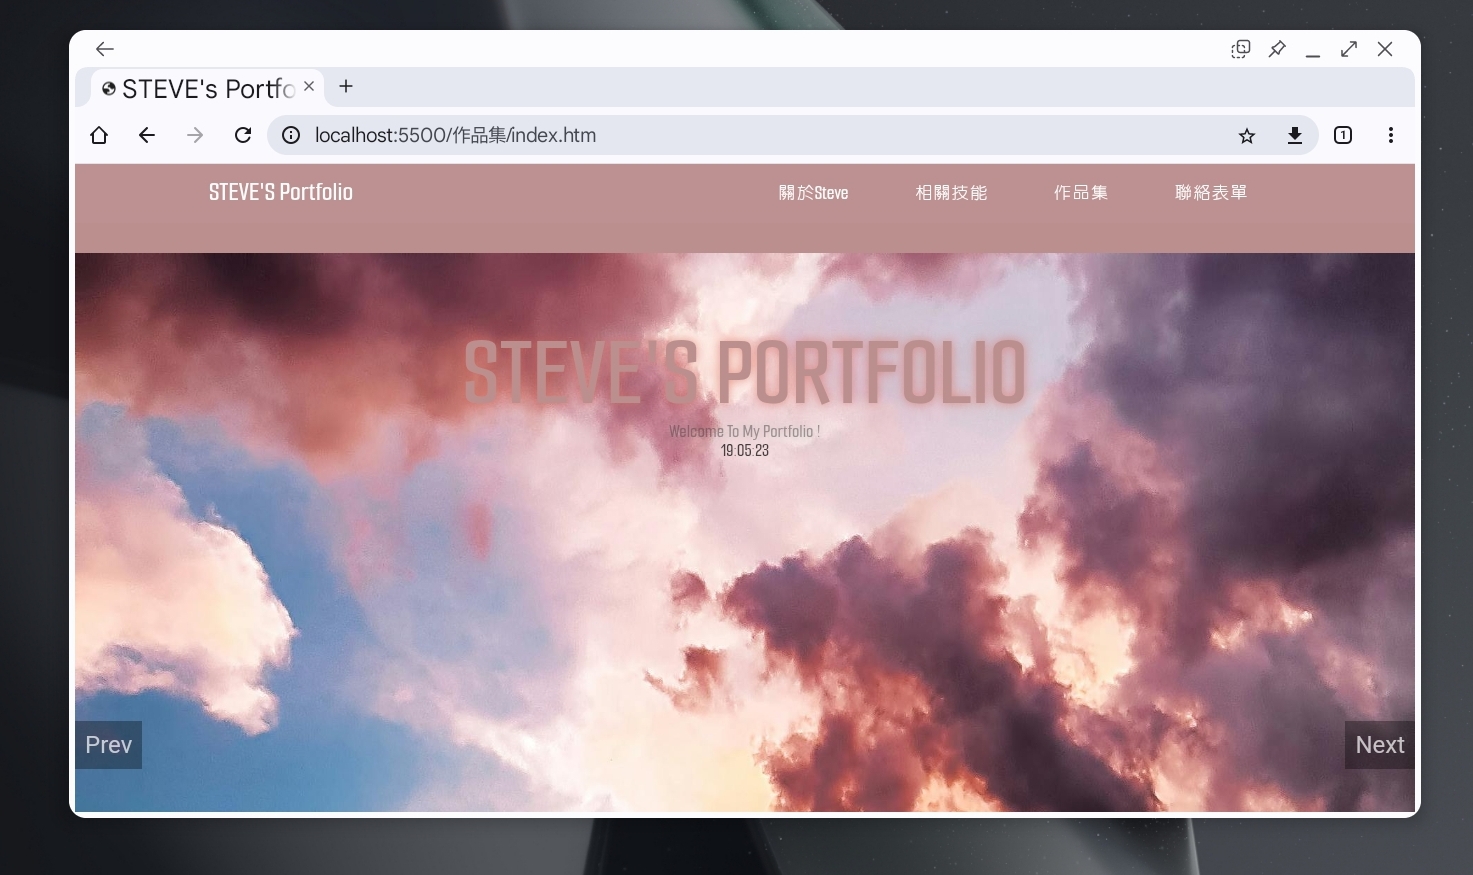 STEVE's Portfo
1
localhost:5500/作品集/index.htm
STEVE'S Portfolio
關於Steve
相關技能
作品集
聯絡表單
STEVE'S PORTFOLIO
Welcome To My Portfolio !
19:05:23
Prev
Next